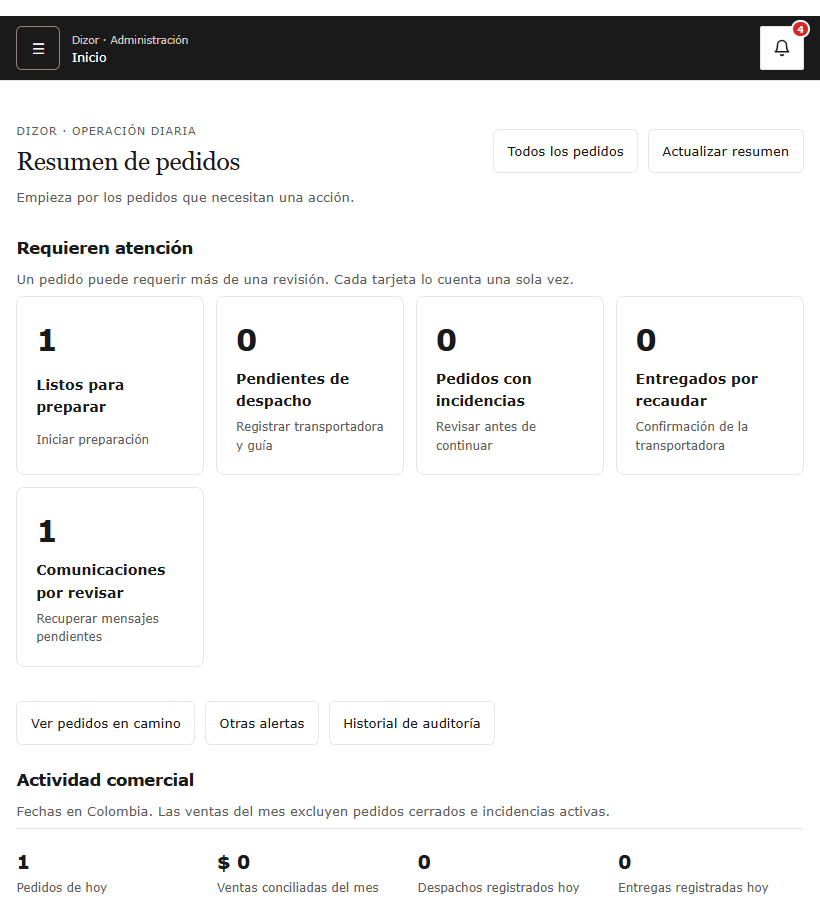 ☰
Dizor · Administración
Inicio
4
DIZOR · OPERACIÓN DIARIA
Resumen de pedidos
Todos los pedidos
Actualizar resumen
Empieza por los pedidos que necesitan una acción.
Requieren atención
Un pedido puede requerir más de una revisión. Cada tarjeta lo cuenta una sola vez.
1
Listos para
preparar
Iniciar preparación
0
Pendientes de
despacho
Registrar transportadora
y guía
0
Pedidos con
incidencias
Revisar antes de
continuar
0
Entregados por
recaudar
Confirmación de la
transportadora
1
Comunicaciones
por revisar
Recuperar mensajes
pendientes
Ver pedidos en camino
Otras alertas
Historial de auditoría
Actividad comercial
Fechas en Colombia. Las ventas del mes excluyen pedidos cerrados e incidencias activas.
1
Pedidos de hoy
$ 0
Ventas conciliadas del mes
0
Despachos registrados hoy
0
Entregas registradas hoy